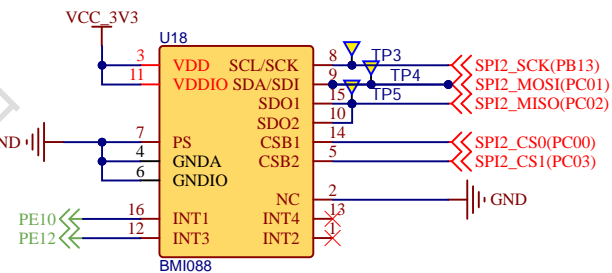 VCC_3V3
U18
3 VDD SCL/SCK 8 TP3 SPI2_SCK(PB13)
11 VDDIO SDA/SDI 9 TP4 SPI2_MOSI(PC01)
SDO1 15 TP5 SPI2_MISO(PC02)
SDO2 10
7 PS CSB1 14 SPI2_CS0(PC00)
4 GNDA CSB2 5 SPI2_CS1(PC03)
6 GNDIO
NC 2 GND
PE10 16 INT1 INT4 13
PE12 12 INT3 INT2 1
BMI088